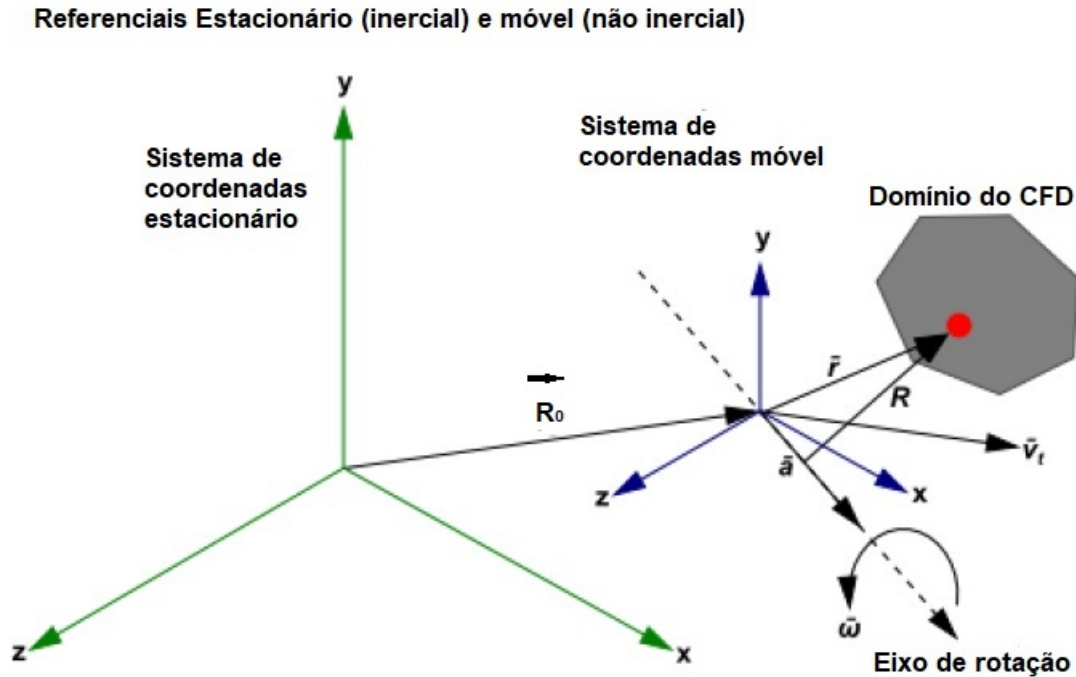 Referenciais Estacionário (inercial) e móvel (não inercial)
y
Sistema de
coordenadas
estacionário
Sistema de
coordenadas móvel
Domínio do CFD
y
r̄
R
R₀
v̄ₜ
ā
z
x
ω̄
z
x
Eixo de rotação